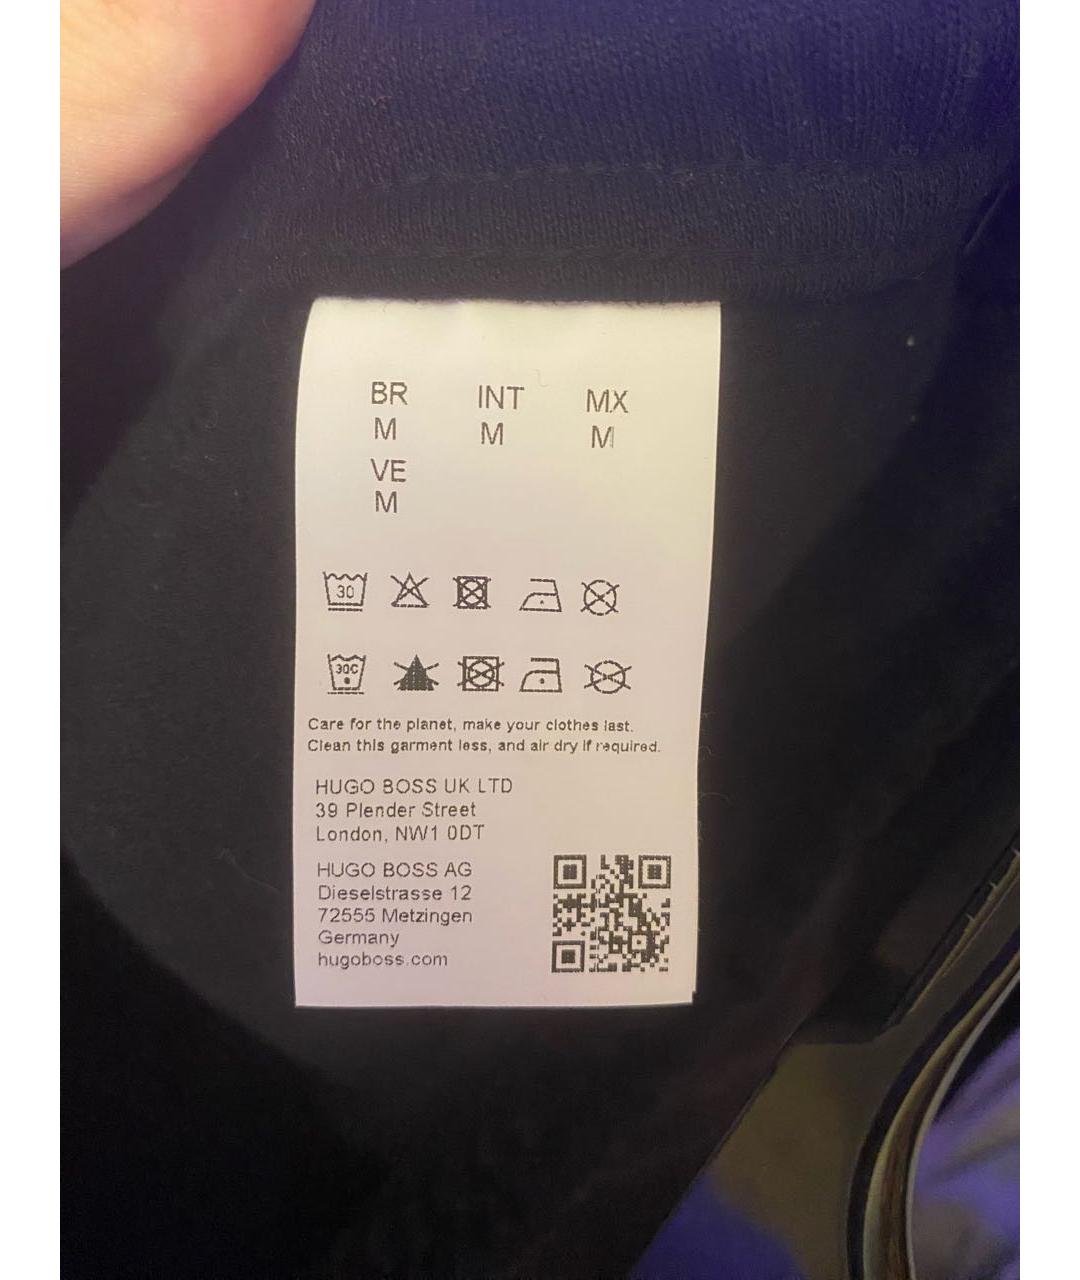 BR INT MX
M M M
VE
M
30
30C
Care for the planet, make your clothes last.
Clean this garment less, and air dry if required.
HUGO BOSS UK LTD
39 Plender Street
London, NW1 0DT
HUGO BOSS AG
Dieselstrasse 12
72555 Metzingen
Germany
hugoboss.com